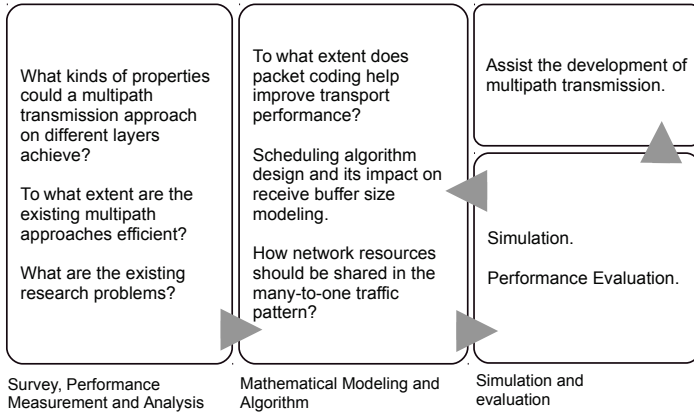 What kinds of properties
could a multipath
transmission approach
on different layers
achieve?
To what extent are the
existing multipath
approaches efficient?
What are the existing
research problems?
Survey, Performance
Measurement and Analysis
To what extent does
packet coding help
improve transport
performance?
Scheduling algorithm
design and its impact on
receive buffer size
modeling.
How network resources
should be shared in the
many-to-one traffic
pattern?
Mathematical Modeling and
Algorithm
Assist the development of
multipath transmission.
Simulation.
Performance Evaluation.
Simulation and
evaluation